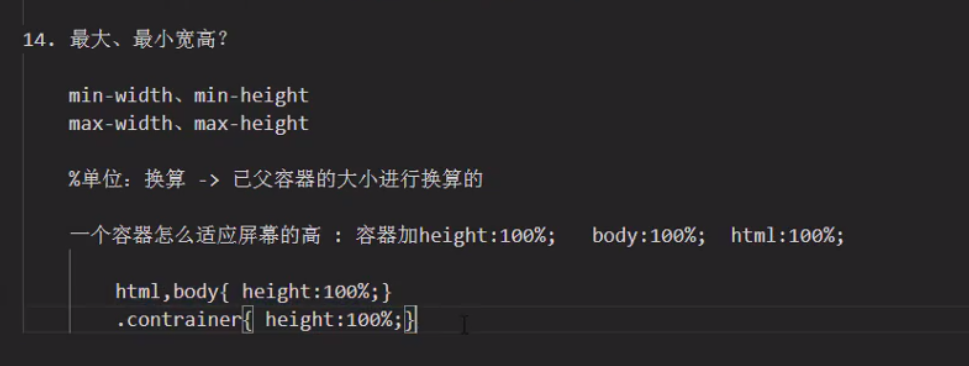 14. 最大、最小宽高?
min-width、min-height
max-width、max-height
%单位: 换算 -> 已父容器的大小进行换算的
一个容器怎么适应屏幕的高 : 容器加height:100%; body:100%; html:100%;
html,body{ height:100%;}
.contrainer{ height:100%;}